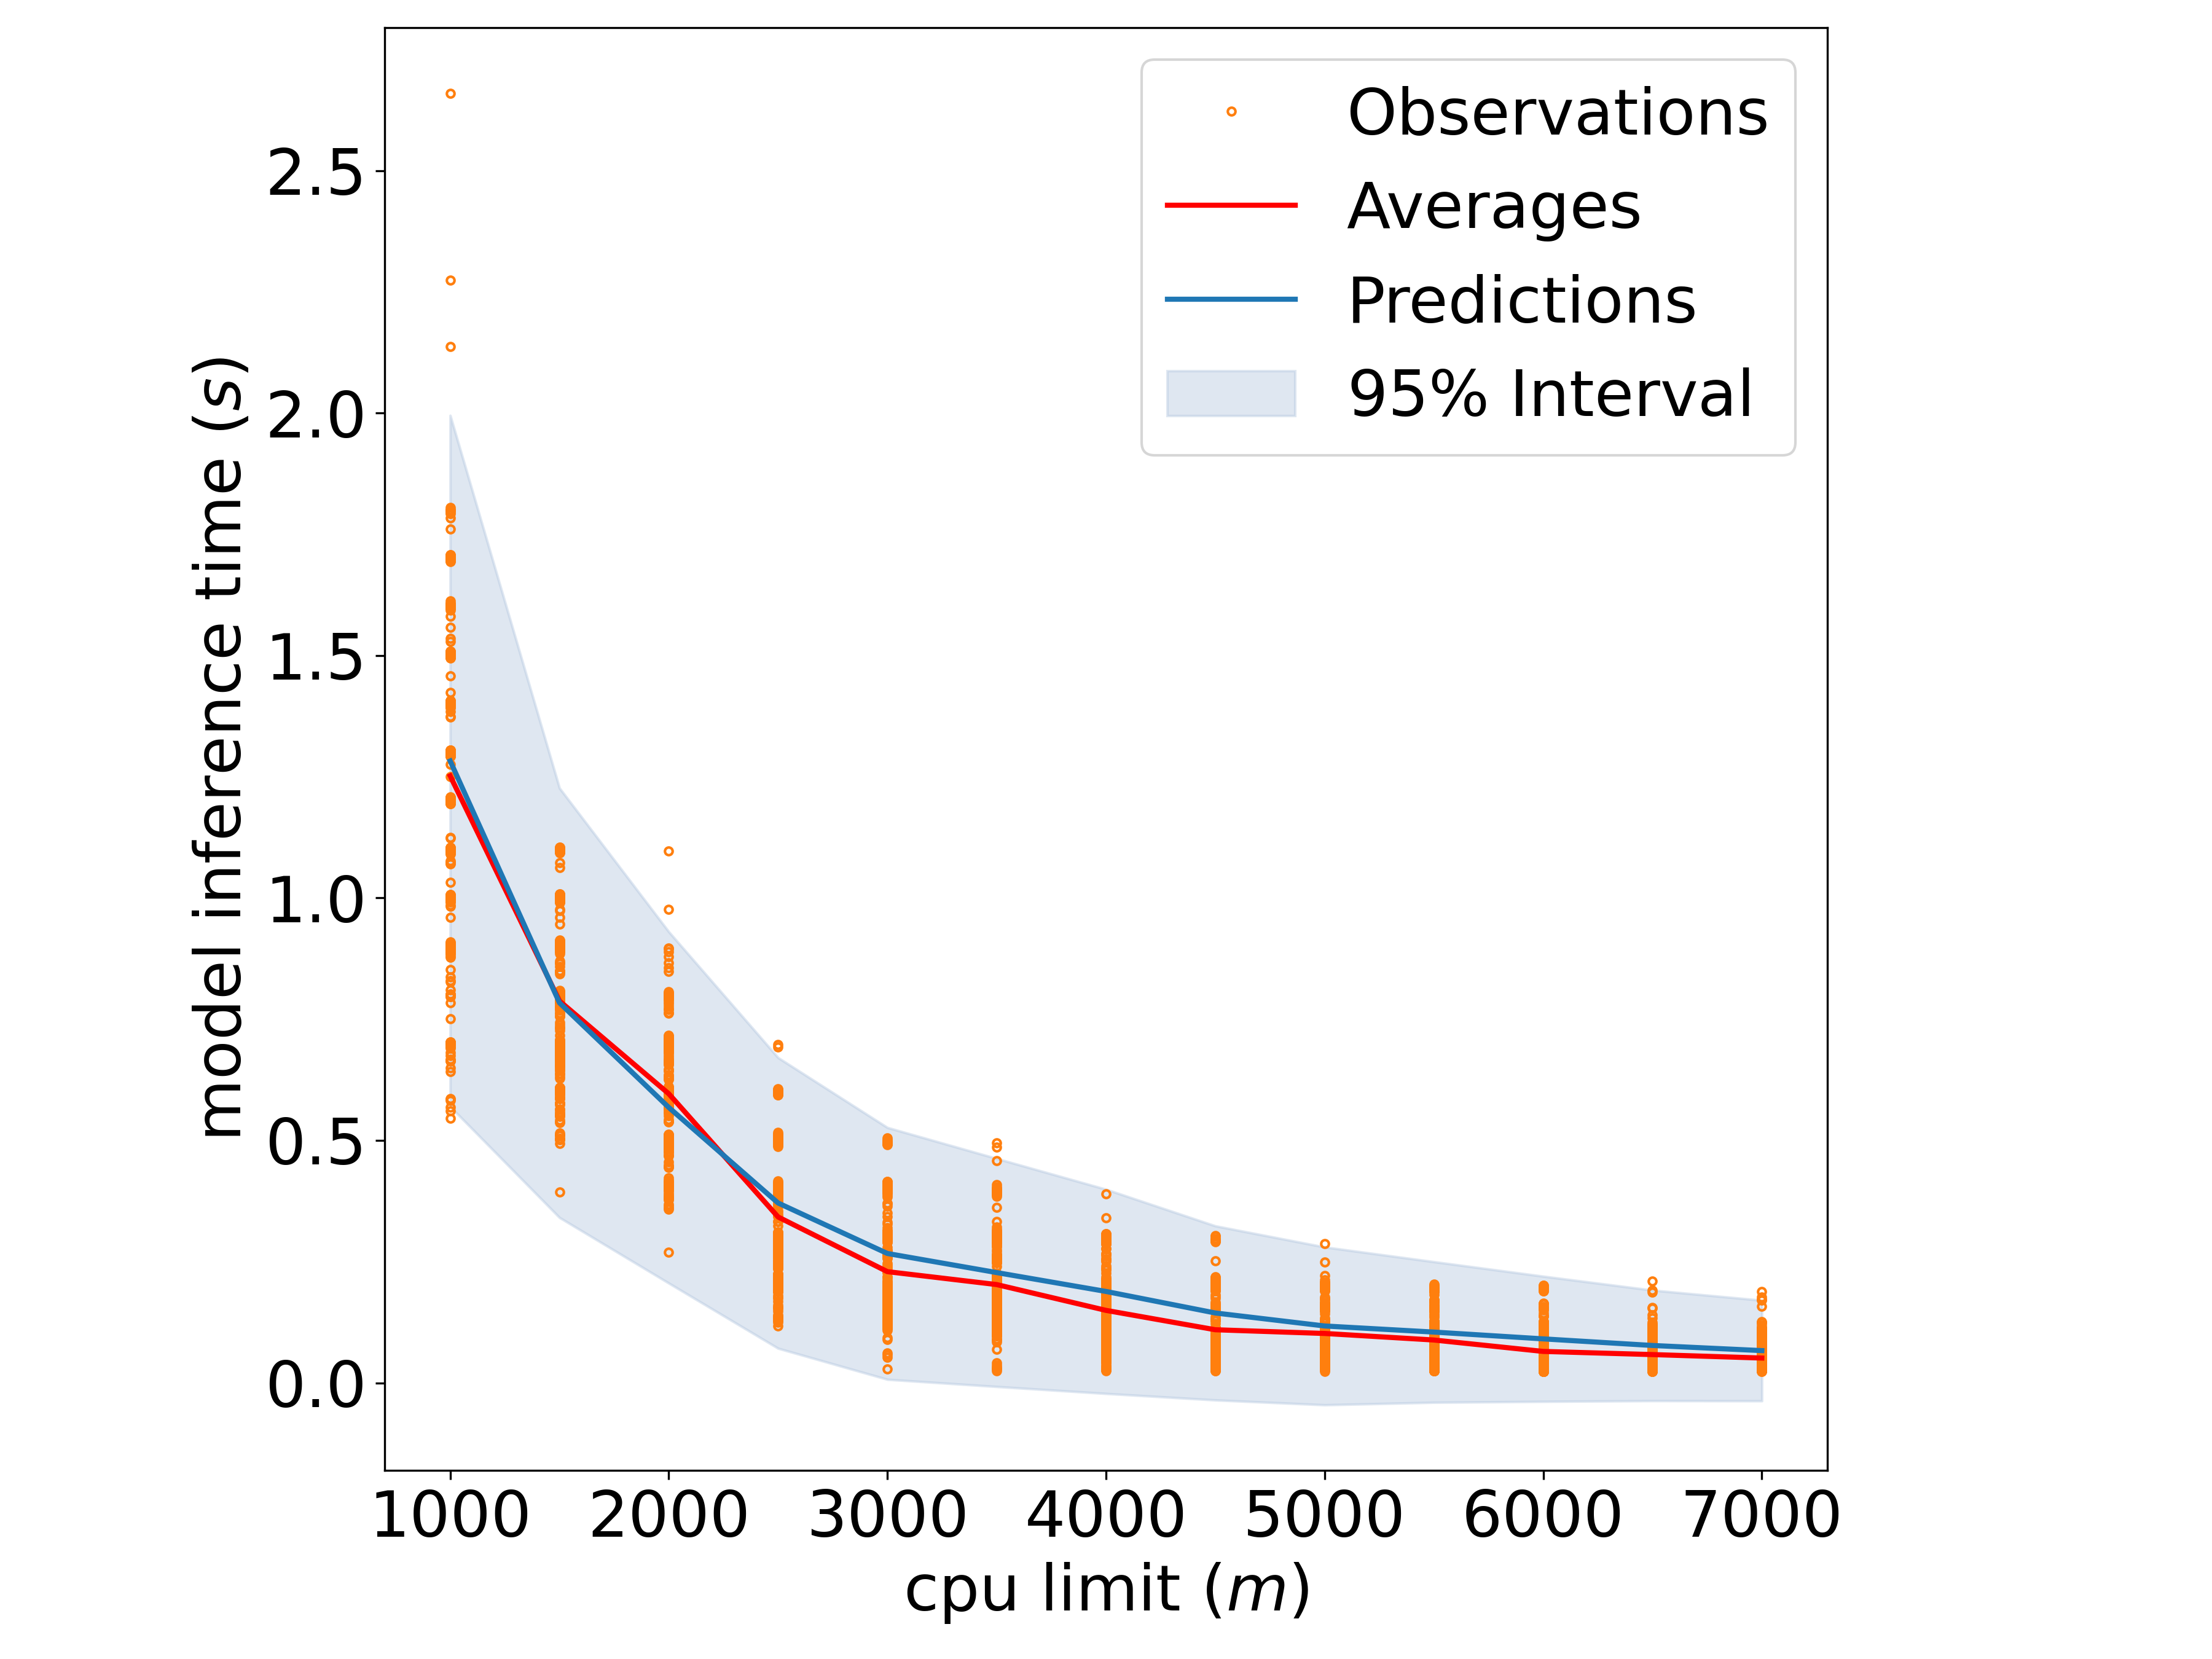 Observations
Averages
Predictions
95% Interval
model inference time (s)
2.5
2.0
1.5
1.0
0.5
0.0
1000 2000 3000 4000 5000 6000 7000
cpu limit (m)